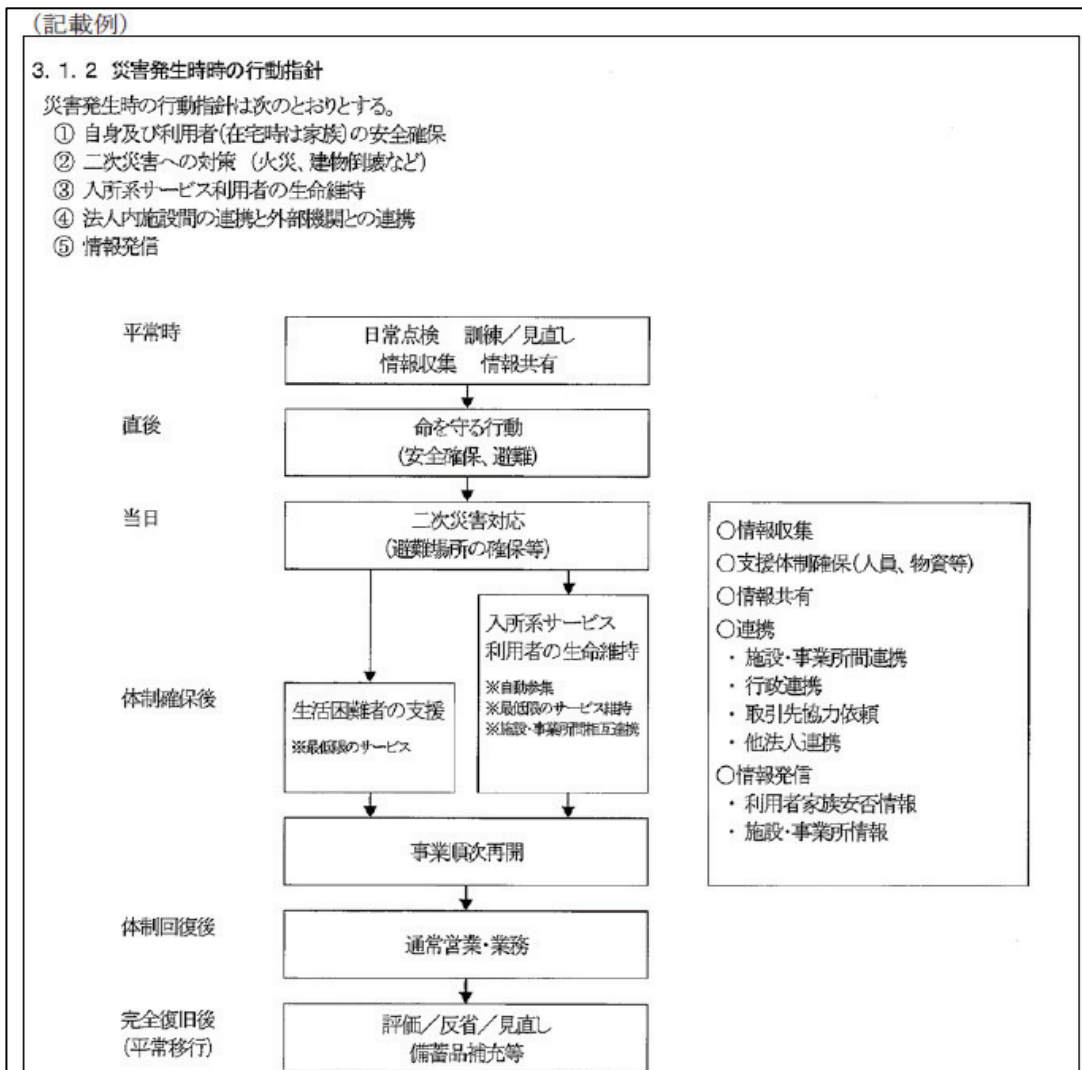 (記載例)
3.1.2 災害発生時時の行動指針
災害発生時の行動指針は次のとおりとする。
① 自身及び利用者(在宅時は家族)の安全確保
② 二次災害への対策 (火災、建物倒壊など)
③ 入所系サービス利用者の生命維持
④ 法人内施設間の連携と外部機関との連携
⑤ 情報発信
平常時
日常点検 訓練/見直し
情報収集 情報共有
直後
命を守る行動
(安全確保、避難)
当日
二次災害対応
(避難場所の確保等)
入所系サービス
利用者の生命維持
※自動参集
※最低限のサービス維持
※施設・事業所間相互連携
体制確保後
生活困難者の支援
※最低限のサービス
事業順次再開
○情報収集
○支援体制確保(人員、物資等)
○情報共有
○連携
・ 施設・事業所間連携
・ 行政連携
・ 取引先協力依頼
・ 他法人連携
○情報発信
・ 利用者家族安否情報
・ 施設・事業所情報
体制回復後
通常営業・業務
完全復旧後
(平常移行)
評価/反省/見直し
備蓄品補充等